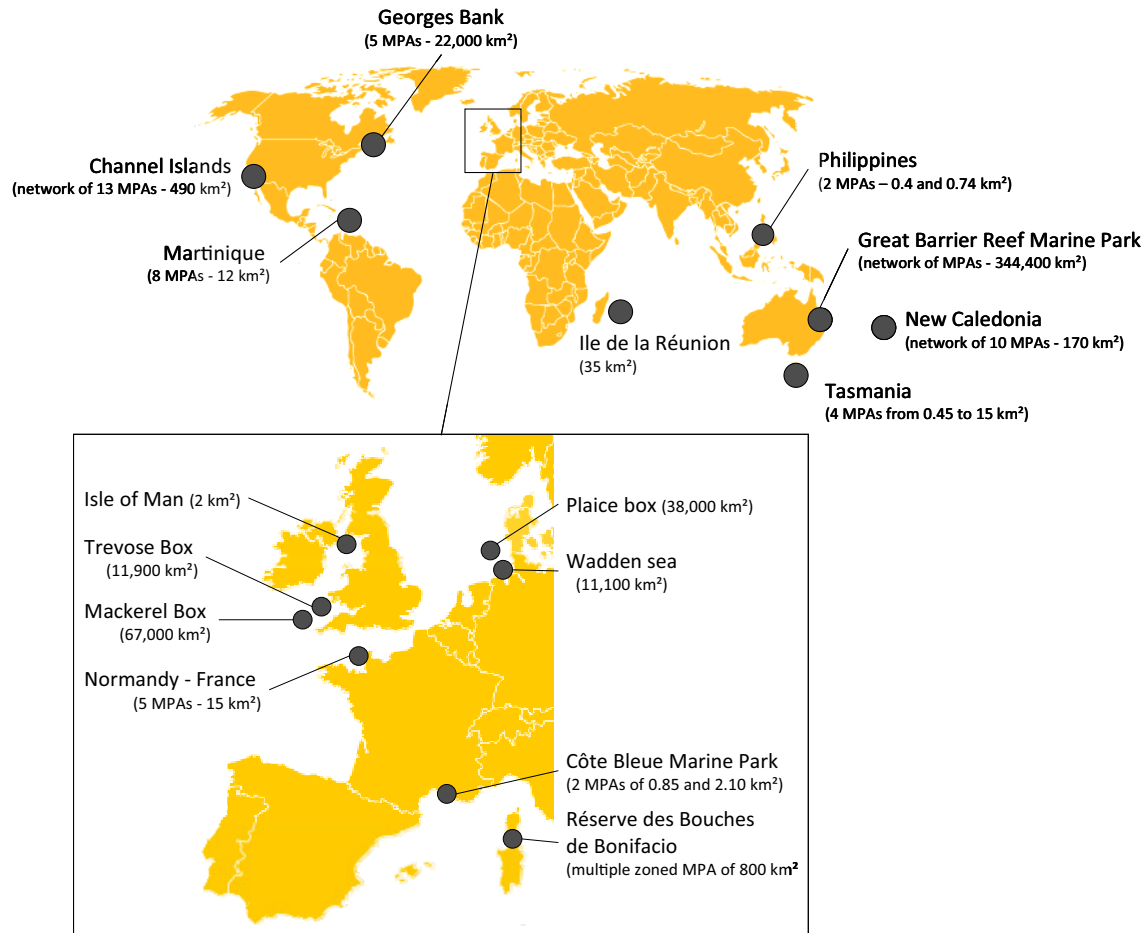 Georges Bank
(5 MPAs - 22,000 km²)
Channel Islands
(network of 13 MPAs - 490 km²)
Philippines
(2 MPAs – 0.4 and 0.74 km²)
Martinique
(8 MPAs - 12 km²)
Great Barrier Reef Marine Park
(network of MPAs - 344,400 km²)
New Caledonia
(network of 10 MPAs - 170 km²)
Ile de la Réunion
(35 km²)
Tasmania
(4 MPAs from 0.45 to 15 km²)
Isle of Man (2 km²)
Plaice box (38,000 km²)
Trevose Box
(11,900 km²)
Wadden sea
(11,100 km²)
Mackerel Box
(67,000 km²)
Normandy - France
(5 MPAs - 15 km²)
Côte Bleue Marine Park
(2 MPAs of 0.85 and 2.10 km²)
Réserve des Bouches
de Bonifacio
(multiple zoned MPA of 800 km²